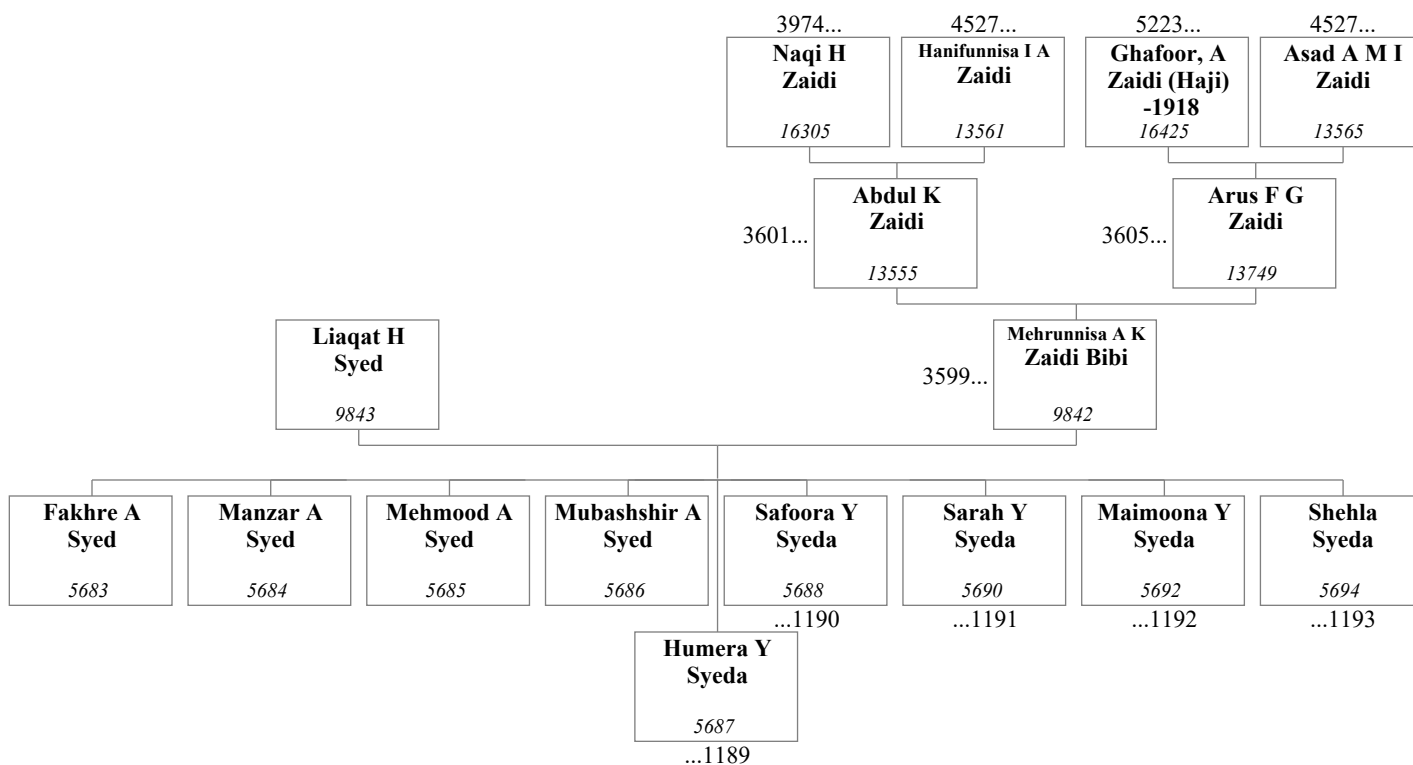 3974...
Naqi H
Zaidi
16305
4527...
Hanifunnisa I A
Zaidi
13561
5223...
Ghafoor, A
Zaidi (Haji)
-1918
16425
4527...
Asad A M I
Zaidi
13565
3601...
Abdul K
Zaidi
13555
3605...
Arus F G
Zaidi
13749
Liaqat H
Syed
9843
3599...
Mehrunnisa A K
Zaidi Bibi
9842
Fakhre A
Syed
5683
Manzar A
Syed
5684
Mehmood A
Syed
5685
Mubashshir A
Syed
5686
Safoora Y
Syeda
5688
...1190
Sarah Y
Syeda
5690
...1191
Maimoona Y
Syeda
5692
...1192
Shehla
Syeda
5694
...1193
Humera Y
Syeda
5687
...1189